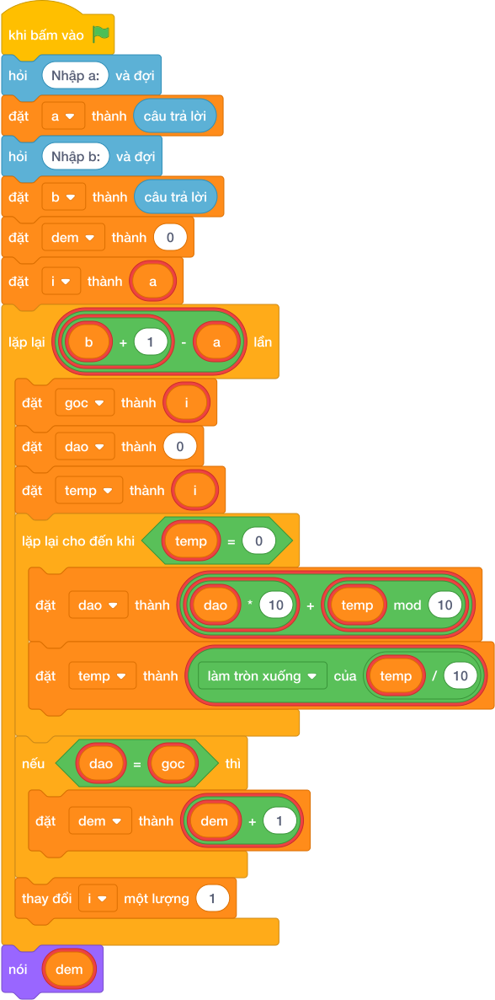 khi bấm vào
hỏi Nhập a: và đợi
đặt a thành câu trả lời
hỏi Nhập b: và đợi
đặt b thành câu trả lời
đặt dem thành 0
đặt i thành a
lặp lại b + 1 - a lần
đặt goc thành i
đặt dao thành 0
đặt temp thành i
lặp lại cho đến khi temp = 0
đặt dao thành dao * 10 + temp mod 10
đặt temp thành làm tròn xuống của temp / 10
nếu dao = goc thì
đặt dem thành dem + 1
thay đổi i một lượng 1
nói dem